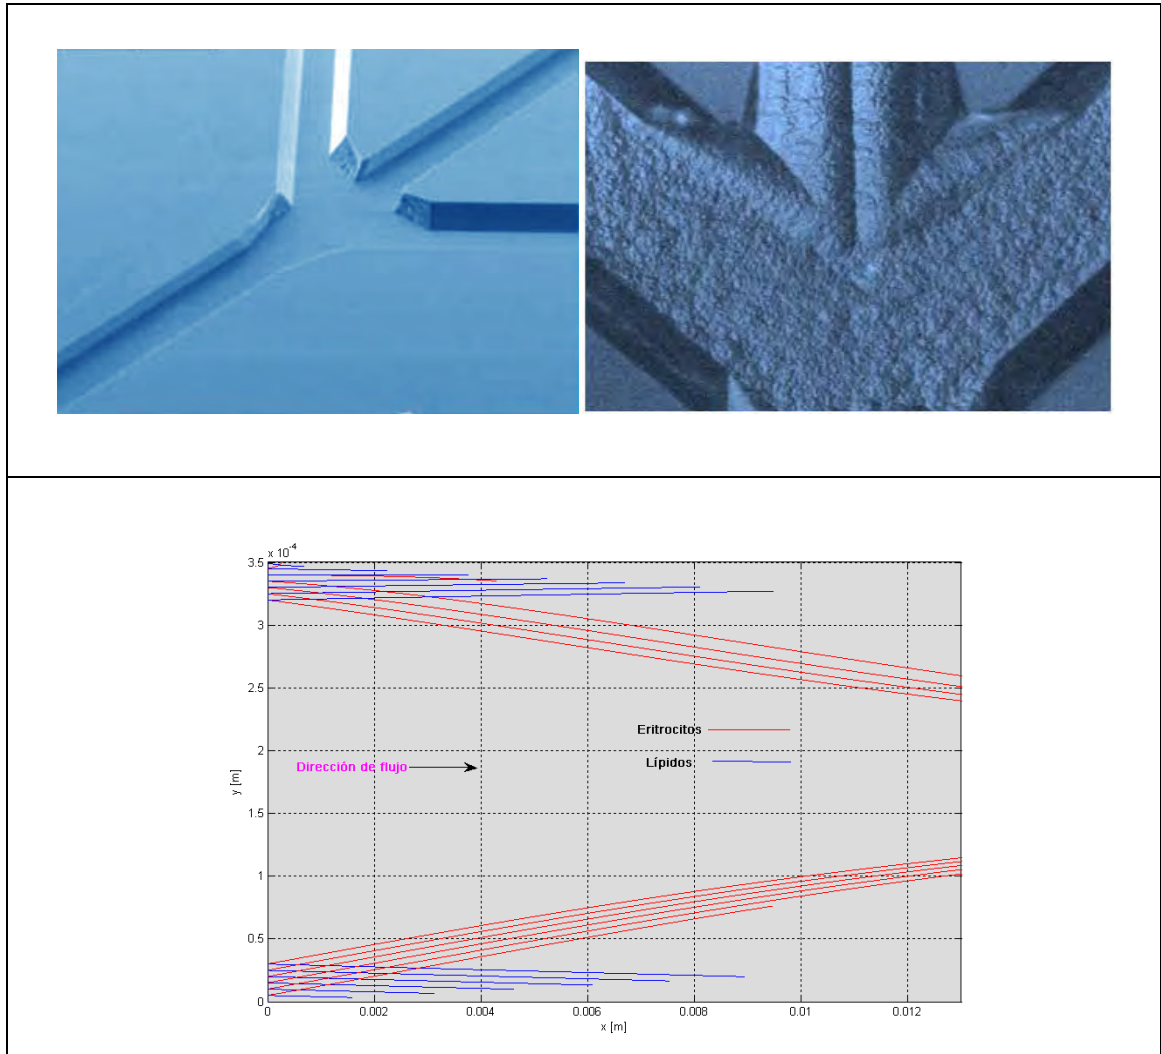 x 10^-4
3.5
3
2.5
2
1.5
1
0.5
0
y [m]
Eritrocitos
Lípidos
Dirección de flujo
0 0.002 0.004 0.006 0.008 0.01 0.012
x [m]